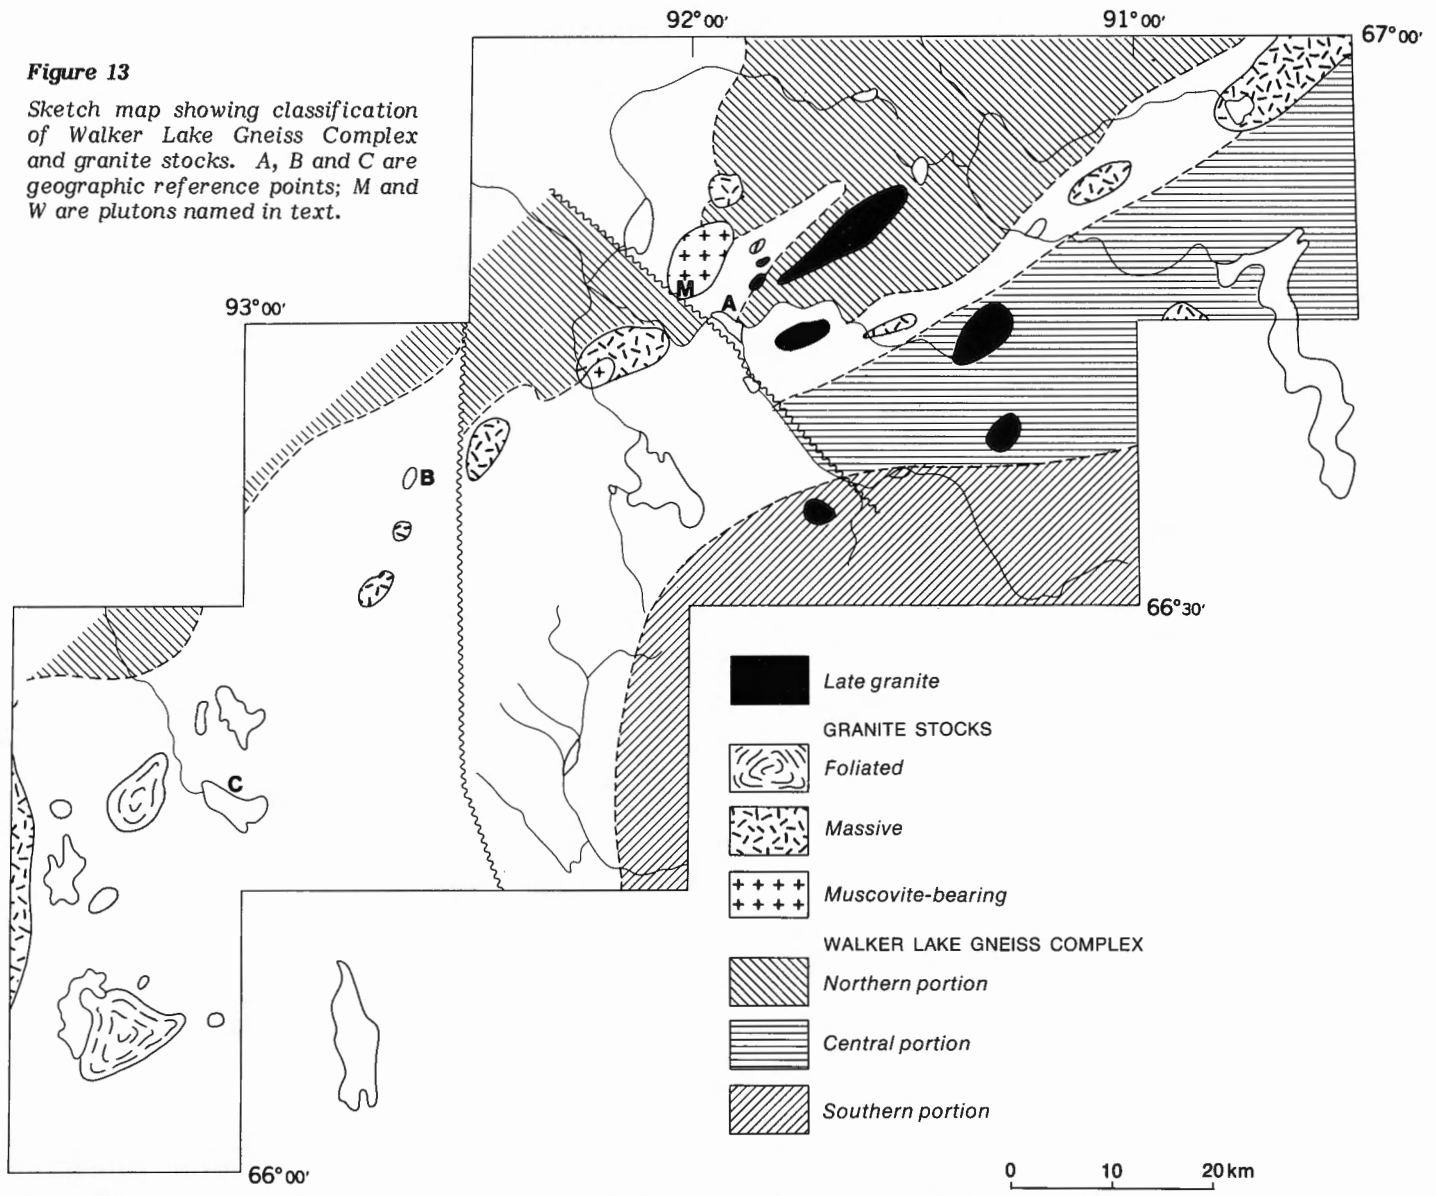 92°00′
91°00′
67°00′
Figure 13
Sketch map showing classification
of Walker Lake Gneiss Complex
and granite stocks. A, B and C are
geographic reference points; M and
W are plutons named in text.
M
A
93°00′
B
66°30′
C
Late granite
GRANITE STOCKS
Foliated
Massive
Muscovite-bearing
WALKER LAKE GNEISS COMPLEX
Northern portion
Central portion
Southern portion
66°00′
0 10 20 km